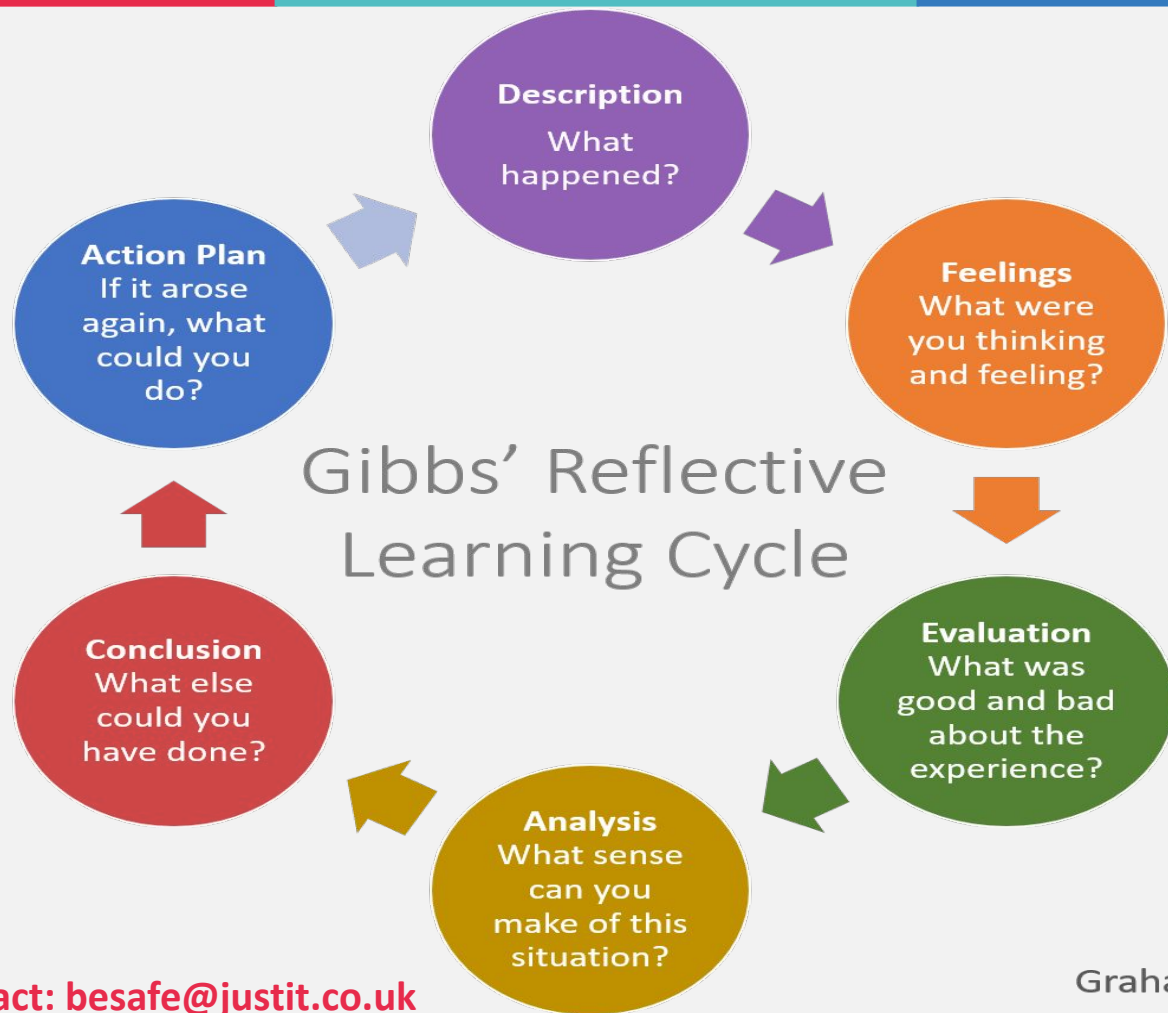 Description
What
happened?
Feelings
What were
you thinking
and feeling?
Evaluation
What was
good and bad
about the
experience?
Analysis
What sense
can you
make of this
situation?
Conclusion
What else
could you
have done?
Action Plan
If it arose
again, what
could you
do?
Gibbs’ Reflective
Learning Cycle
act: besafe@justit.co.uk
Graha